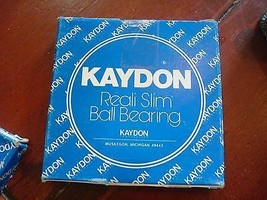 KAYDON
Reali Slim
Ball Bearing
KAYDON
MUSKEGON, MICHIGAN 49443